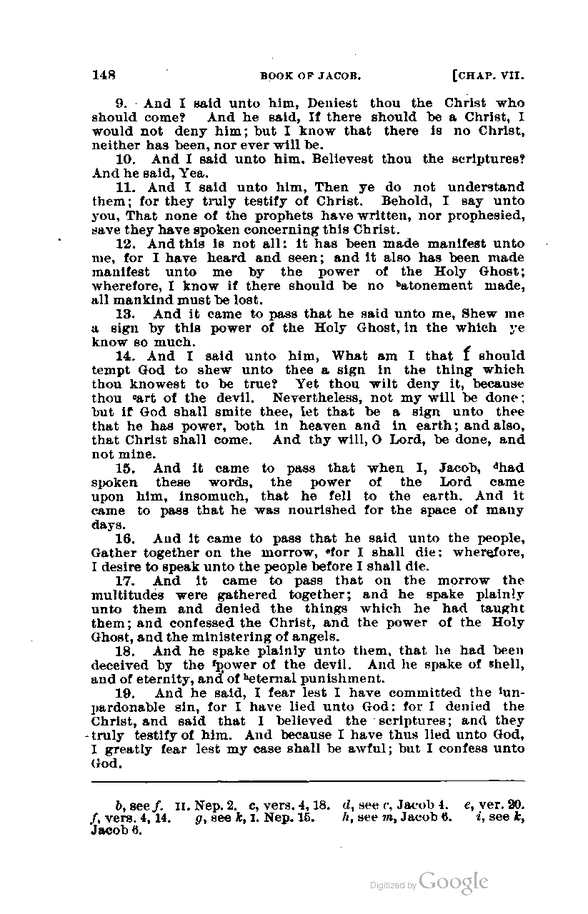 148 BOOK OF JACOB. [CHAP. VII.
9. And I said unto him, Deniest thou the Christ who
should come? And he said, If there should be a Christ, I
would not deny him; but I know that there is no Christ,
neither has been, nor ever will be.
10. And I said unto him, Believest thou the scriptures?
And he said, Yea.
11. And I said unto him, Then ye do not understand
them; for they truly testify of Christ. Behold, I say unto
you, That none of the prophets have written, nor prophesied,
save they have spoken concerning this Christ.
12. And this is not all: it has been made manifest unto
me, for I have heard and seen; and it also has been made
manifest unto me by the power of the Holy Ghost;
wherefore, I know if there should be no ᵇatonement made,
all mankind must be lost.
13. And it came to pass that he said unto me, Shew me
a sign by this power of the Holy Ghost, in the which ye
know so much.
14. And I said unto him, What am I that I should
tempt God to shew unto thee a sign in the thing which
thou knowest to be true? Yet thou wilt deny it, because
thou ᶜart of the devil. Nevertheless, not my will be done;
but if God shall smite thee, let that be a sign unto thee
that he has power, both in heaven and in earth; and also,
that Christ shall come. And thy will, O Lord, be done, and
not mine.
15. And it came to pass that when I, Jacob, ᵈhad
spoken these words, the power of the Lord came
upon him, insomuch, that he fell to the earth. And it
came to pass that he was nourished for the space of many
days.
16. And it came to pass that he said unto the people,
Gather together on the morrow, ᵉfor I shall die; wherefore,
I desire to speak unto the people before I shall die.
17. And it came to pass that on the morrow the
multitudes were gathered together; and he spake plainly
unto them and denied the things which he had taught
them; and confessed the Christ, and the power of the Holy
Ghost, and the ministering of angels.
18. And he spake plainly unto them, that he had been
deceived by the ᶠpower of the devil. And he spake of ᵍhell,
and of eternity, and of ʰeternal punishment.
19. And he said, I fear lest I have committed the ⁱun-
pardonable sin, for I have lied unto God: for I denied the
Christ, and said that I believed the scriptures; and they
truly testify of him. And because I have thus lied unto God,
I greatly fear lest my case shall be awful; but I confess unto
God.
b, see f. II. Nep. 2. c, vers. 4, 18. d, see c, Jacob 4. e, ver. 20.
f, vers. 4, 14. g, see k, I. Nep. 15. h, see m, Jacob 6. i, see k,
Jacob 6.
Digitized by Google